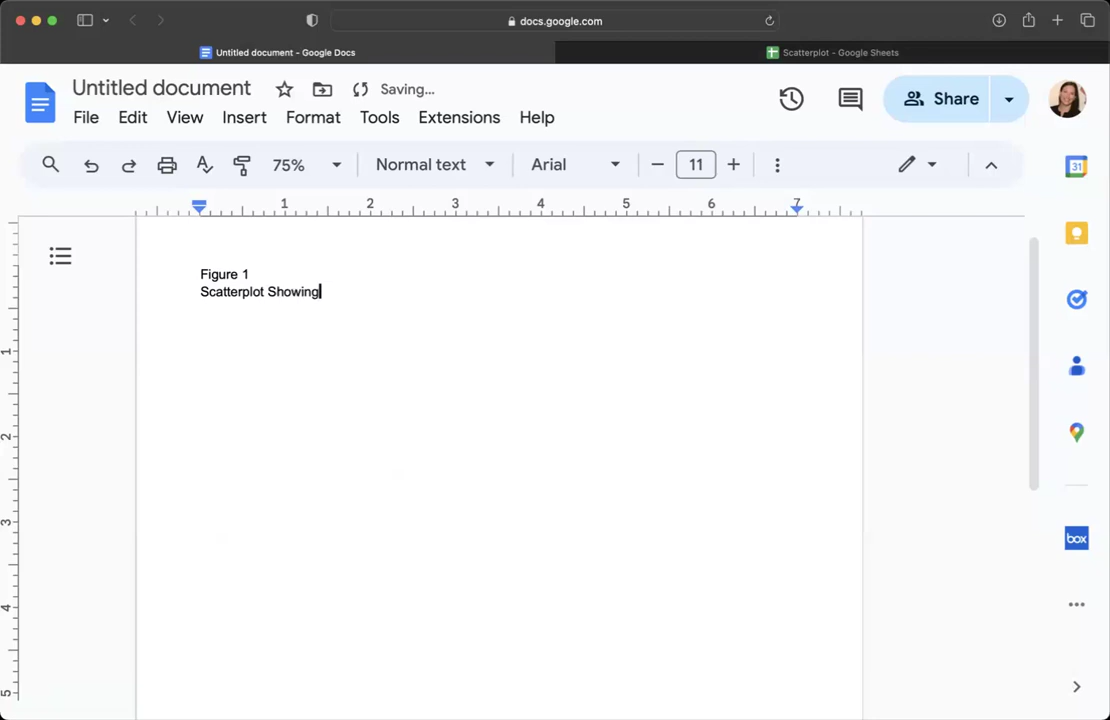 docs.google.com
Untitled document - Google Docs
Scatterplot - Google Sheets
Untitled document
Saving...
File Edit View Insert Format Tools Extensions Help
Share
75% Normal text Arial 11
1 2 3 4 5 6 7
31
Figure 1
Scatterplot Showing
1
2
3
4
5
box